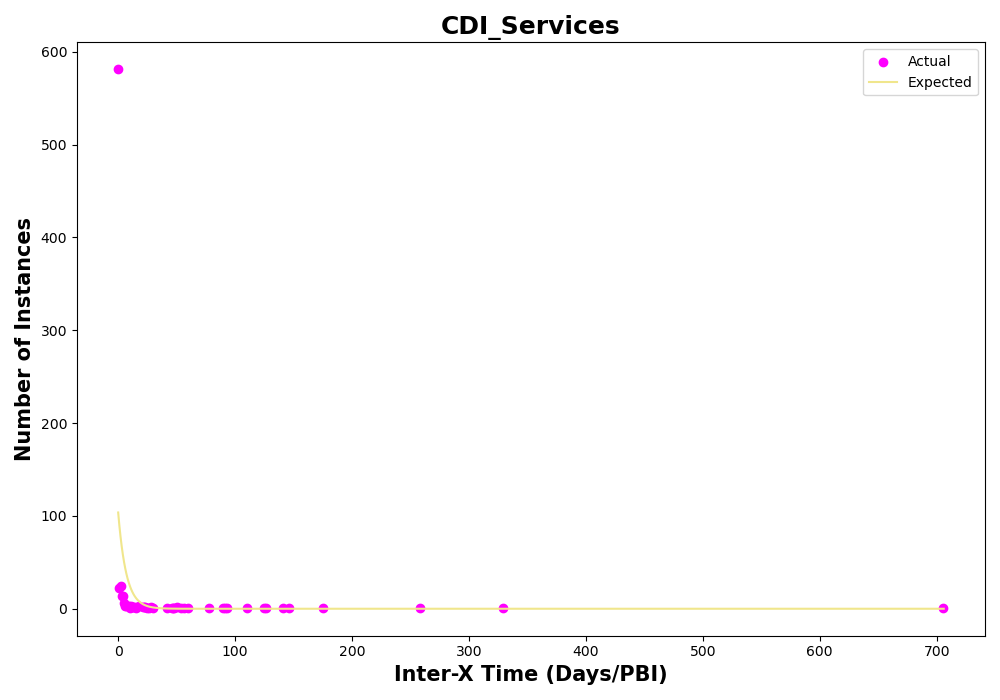 CDI_Services
Actual
Expected
Number of Instances
600
500
400
300
200
100
0
0 100 200 300 400 500 600 700
Inter-X Time (Days/PBI)